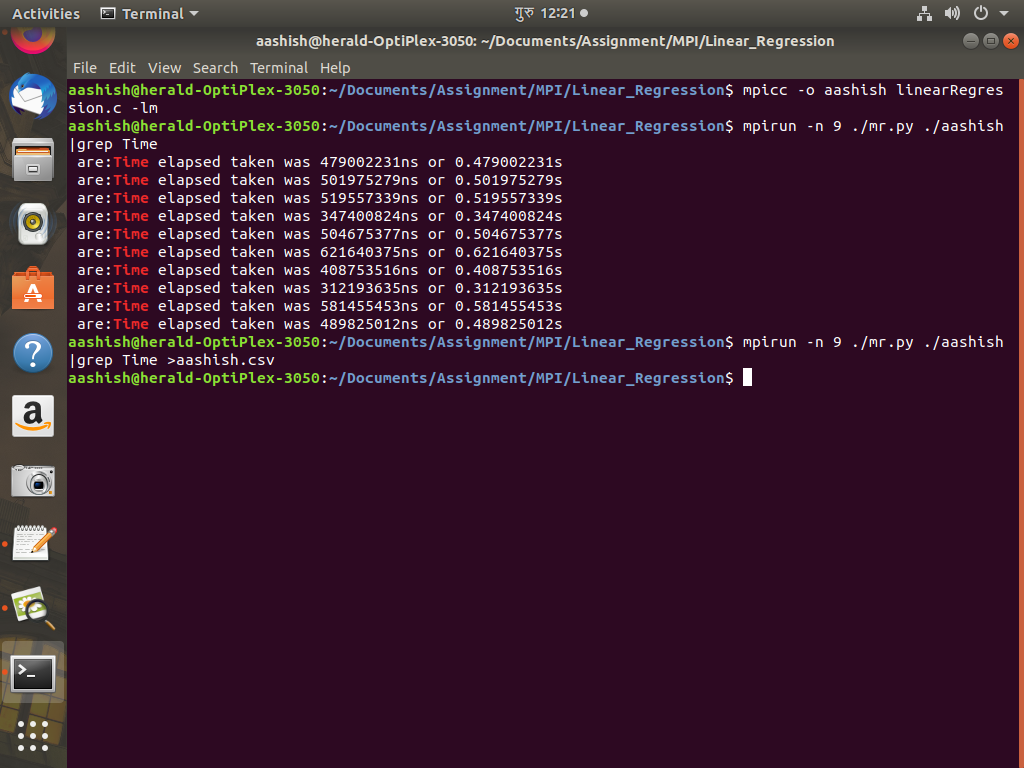 Activities Terminal गुरु 12:21
aashish@herald-OptiPlex-3050: ~/Documents/Assignment/MPI/Linear_Regression
File Edit View Search Terminal Help
aashish@herald-OptiPlex-3050:~/Documents/Assignment/MPI/Linear_Regression$ mpicc -o aashish linearRegres
sion.c -lm
aashish@herald-OptiPlex-3050:~/Documents/Assignment/MPI/Linear_Regression$ mpirun -n 9 ./mr.py ./aashish
|grep Time
are:Time elapsed taken was 479002231ns or 0.479002231s
are:Time elapsed taken was 501975279ns or 0.501975279s
are:Time elapsed taken was 519557339ns or 0.519557339s
are:Time elapsed taken was 347400824ns or 0.347400824s
are:Time elapsed taken was 504675377ns or 0.504675377s
are:Time elapsed taken was 621640375ns or 0.621640375s
are:Time elapsed taken was 408753516ns or 0.408753516s
are:Time elapsed taken was 312193635ns or 0.312193635s
are:Time elapsed taken was 581455453ns or 0.581455453s
are:Time elapsed taken was 489825012ns or 0.489825012s
aashish@herald-OptiPlex-3050:~/Documents/Assignment/MPI/Linear_Regression$ mpirun -n 9 ./mr.py ./aashish
|grep Time >aashish.csv
aashish@herald-OptiPlex-3050:~/Documents/Assignment/MPI/Linear_Regression$